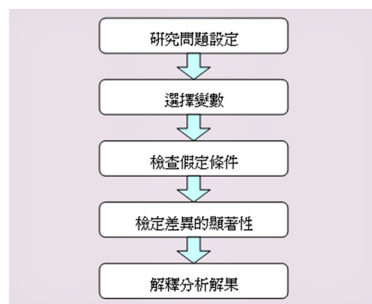 研究問題設定
選擇變數
檢查假定條件
檢定差異的顯著性
解釋分析解果